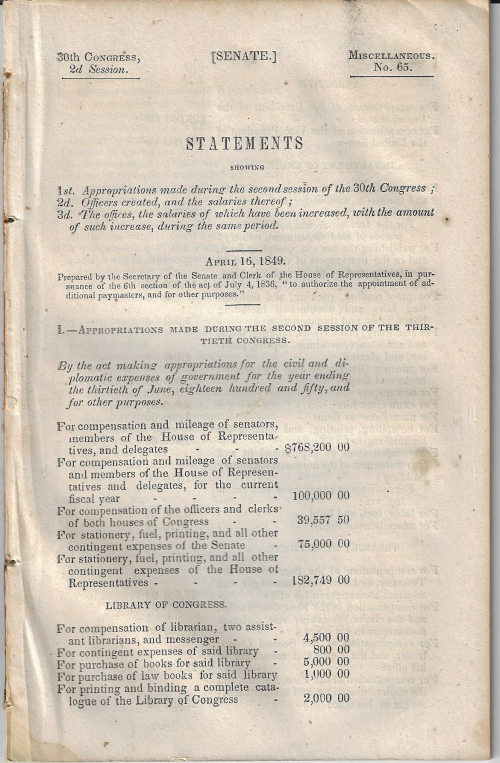 30th Congress, [SENATE.] Miscellaneous.
2d Session. No. 65.
STATEMENTS
SHOWING
1st. Appropriations made during the second session of the 30th Congress;
2d. Officers created, and the salaries thereof;
3d. The offices, the salaries of which have been increased, with the amount
of such increase, during the same period.
April 16, 1849.
Prepared by the Secretary of the Senate and Clerk of the House of Representatives, in pur-
suance of the 6th section of the act of July 4, 1836, "to authorize the appointment of ad-
ditional paymasters, and for other purposes."
I.—Appropriations made during the second session of the thir-
tieth congress.
By the act making appropriations for the civil and di-
plomatic expenses of government for the year ending
the thirtieth of June, eighteen hundred and fifty, and
for other purposes.
For compensation and mileage of senators,
members of the House of Representa-
tives, and delegates - - - $768,200 00
For compensation and mileage of senators
and members of the House of Represen-
tatives and delegates, for the current
fiscal year - - - - 100,000 00
For compensation of the officers and clerks
of both houses of Congress - - 39,557 50
For stationery, fuel, printing, and all other
contingent expenses of the Senate - 75,000 00
For stationery, fuel, printing, and all other
contingent expenses of the House of
Representatives - - - - 182,749 00
LIBRARY OF CONGRESS.
For compensation of librarian, two assist-
ant librarians, and messenger - - 4,500 00
For contingent expenses of said library - 800 00
For purchase of books for said library - 5,000 00
For purchase of law books for said library 1,000 00
For printing and binding a complete cata-
logue of the Library of Congress - 2,000 00